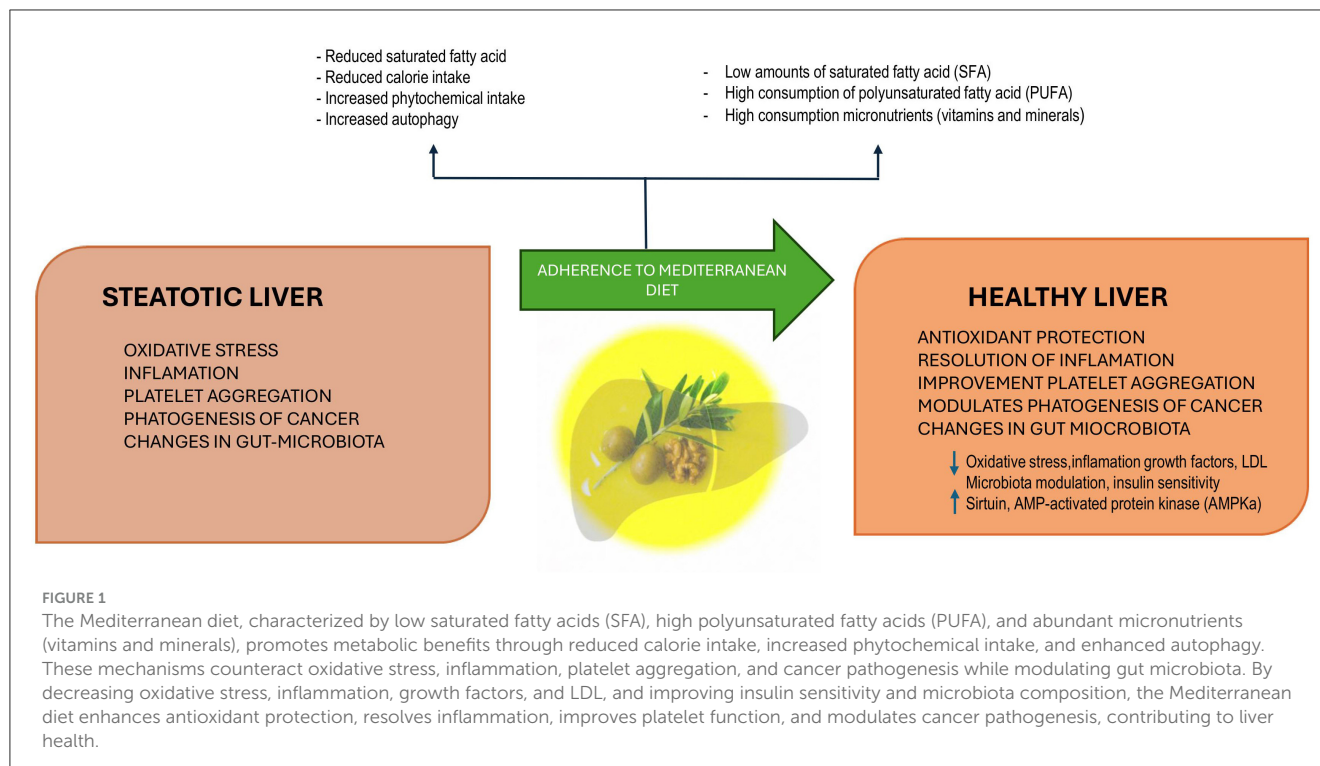 - Reduced saturated fatty acid
- Reduced calorie intake
- Increased phytochemical intake
- Increased autophagy
- Low amounts of saturated fatty acid (SFA)
- High consumption of polyunsaturated fatty acid (PUFA)
- High consumption micronutrients (vitamins and minerals)
ADHERENCE TO MEDITERRANEAN
DIET
STEATOTIC LIVER
OXIDATIVE STRESS
INFLAMATION
PLATELET AGGREGATION
PHATOGENESIS OF CANCER
CHANGES IN GUT-MICROBIOTA
HEALTHY LIVER
ANTIOXIDANT PROTECTION
RESOLUTION OF INFLAMATION
IMPROVEMENT PLATELET AGGREGATION
MODULATES PHATOGENESIS OF CANCER
CHANGES IN GUT MIOCROBIOTA
Oxidative stress,inflamation growth factors, LDL
Microbiota modulation, insulin sensitivity
Sirtuin, AMP-activated protein kinase (AMPKa)
FIGURE 1
The Mediterranean diet, characterized by low saturated fatty acids (SFA), high polyunsaturated fatty acids (PUFA), and abundant micronutrients
(vitamins and minerals), promotes metabolic benefits through reduced calorie intake, increased phytochemical intake, and enhanced autophagy.
These mechanisms counteract oxidative stress, inflammation, platelet aggregation, and cancer pathogenesis while modulating gut microbiota. By
decreasing oxidative stress, inflammation, growth factors, and LDL, and improving insulin sensitivity and microbiota composition, the Mediterranean
diet enhances antioxidant protection, resolves inflammation, improves platelet function, and modulates cancer pathogenesis, contributing to liver
health.